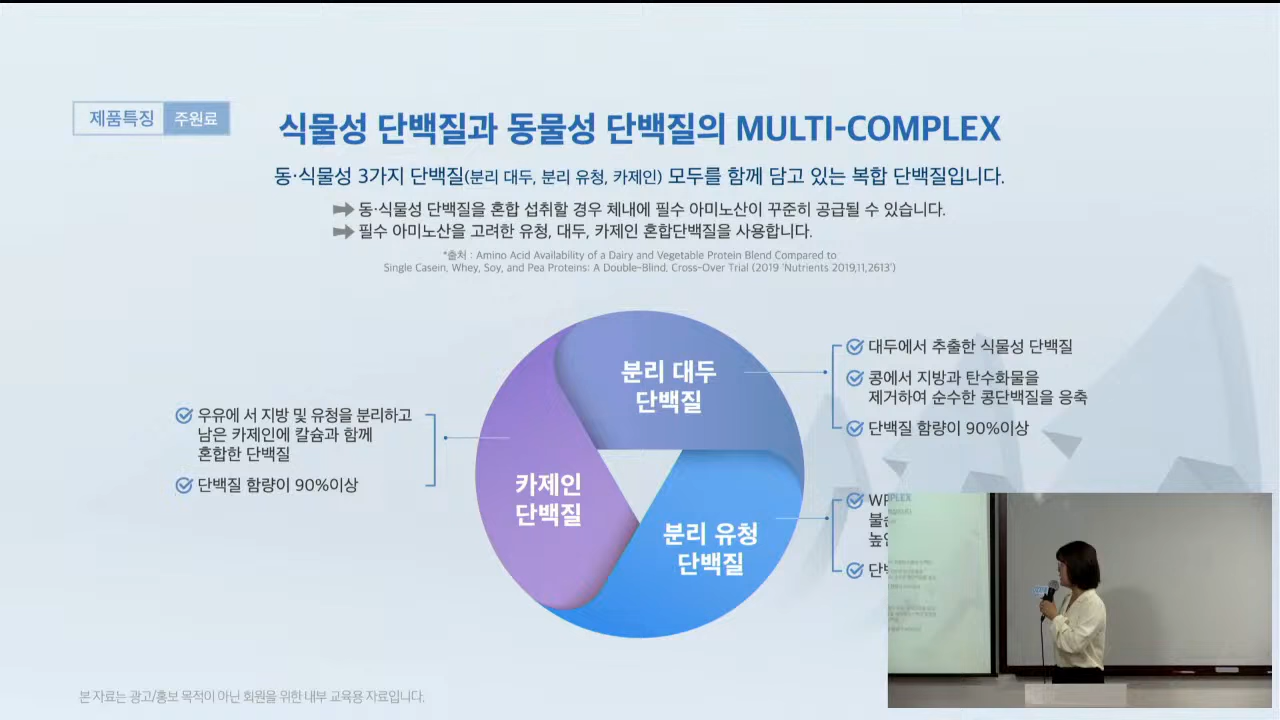 제품특징 주원료
식물성 단백질과 동물성 단백질의 MULTI-COMPLEX
동·식물성 3가지 단백질(분리 대두, 분리 유청, 카제인) 모두를 함께 담고 있는 복합 단백질입니다.
동·식물성 단백질을 혼합 섭취할 경우 체내에 필수 아미노산이 꾸준히 공급될 수 있습니다.
필수 아미노산을 고려한 유청, 대두, 카제인 혼합단백질을 사용합니다.
*출처 : Amino Acid Availability of a Dairy and Vegetable Protein Blend Compared to
Single Casein, Whey, Soy, and Pea Proteins: A Double-Blind, Cross-Over Trial (2019 'Nutrients 2019,11,2613')
분리 대두
단백질
대두에서 추출한 식물성 단백질
콩에서 지방과 탄수화물을
제거하여 순수한 콩단백질을 응축
단백질 함량이 90%이상
우유에 서 지방 및 유청을 분리하고
남은 카제인에 칼슘과 함께
혼합한 단백질
단백질 함량이 90%이상
카제인
단백질
분리 유청
단백질
본 자료는 광고/홍보 목적이 아닌 회원을 위한 내부 교육용 자료입니다.